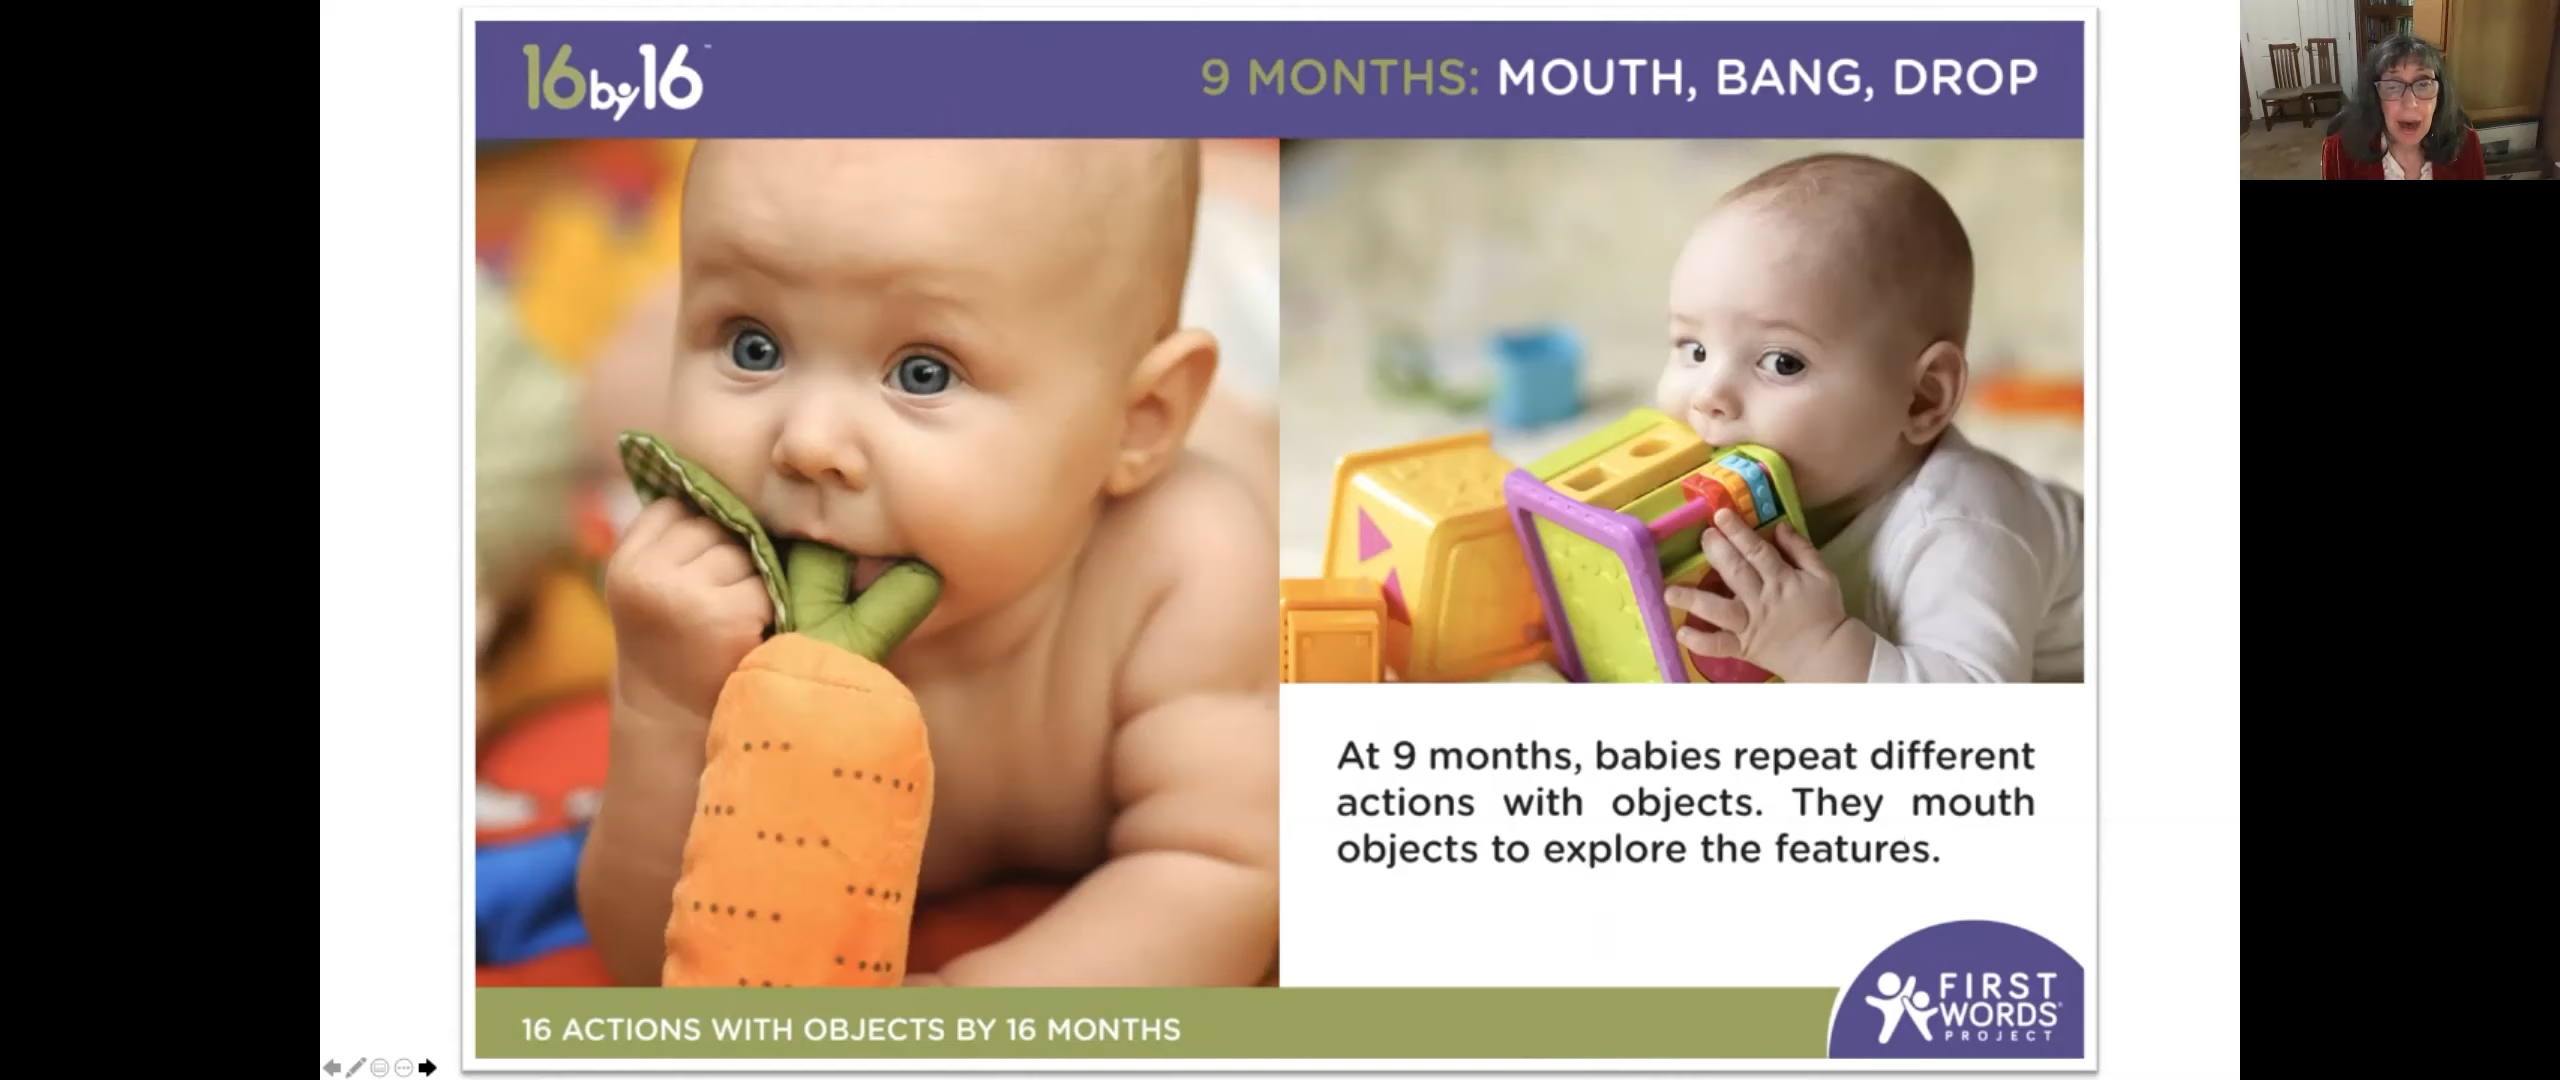 16by16™
9 MONTHS: MOUTH, BANG, DROP
At 9 months, babies repeat different
actions with objects. They mouth
objects to explore the features.
16 ACTIONS WITH OBJECTS BY 16 MONTHS
FIRST
WORDS®
PROJECT